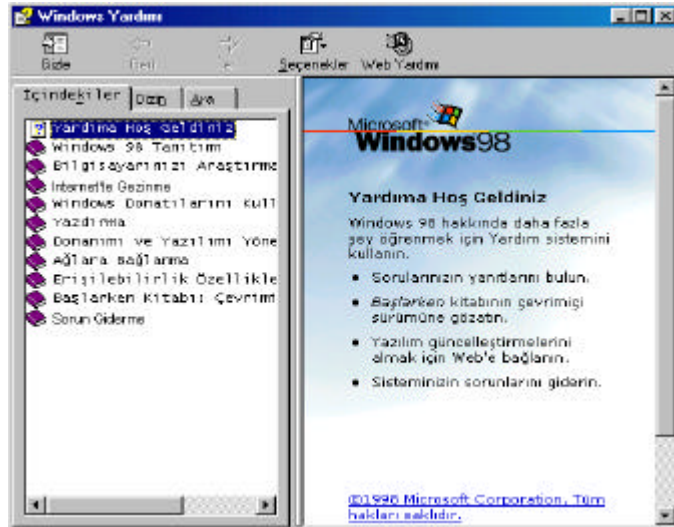 Windows Yardımı
Gizle Geri
Seçenekler Web Yardımı
İçindekiler Dizin Ara
Yardıma Hoş Geldiniz
Windows 98 Tanıtım
Bilgisayarınızı Araştırma
Internette Gezinme
Windows Donatılarını Kull
Yazdırma
Donanımı ve Yazılımı Yöne
Ağlara Bağlanma
Erişilebilirlik Özellikle
Başlarken Kitabı: Çevrimi
Sorun Giderme
Microsoft
Windows98
Yardıma Hoş Geldiniz
Windows 98 hakkında daha fazla
şey öğrenmek için Yardım sistemini
kullanın.
• Sorularınızın yanıtlarını bulun.
• Başlarken kitabının çevrimiçi
sürümüne gözatın.
• Yazılım güncelleştirmelerini
almak için Web'e bağlanın.
• Sisteminizin sorunlarını giderin.
©1998 Microsoft Corporation. Tüm
hakları saklıdır.